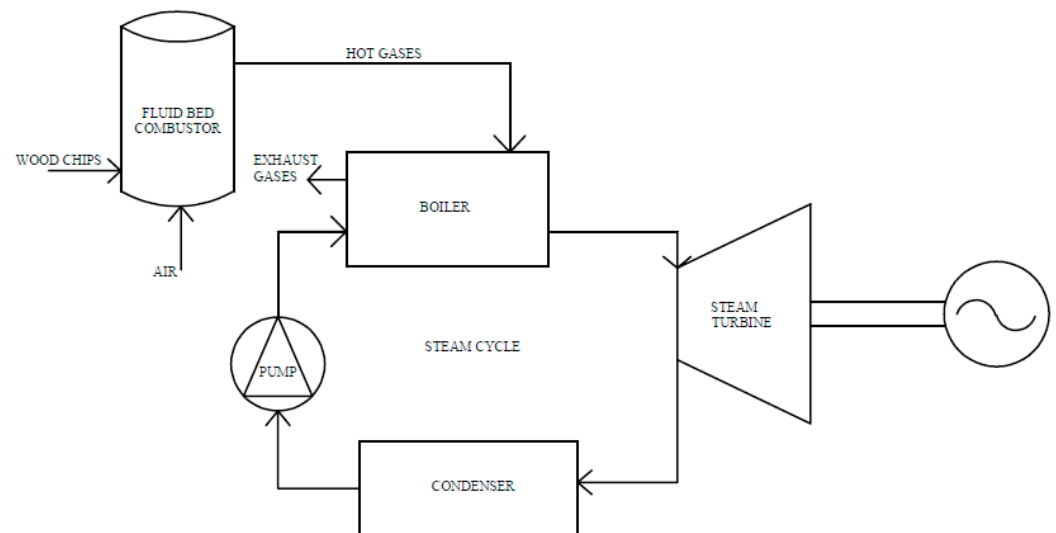 HOT GASES
FLUID BED
COMBUSTOR
WOOD CHIPS
EXHAUST
GASES
BOILER
AIR
STEAM
TURBINE
STEAM CYCLE
PUMP
CONDENSER